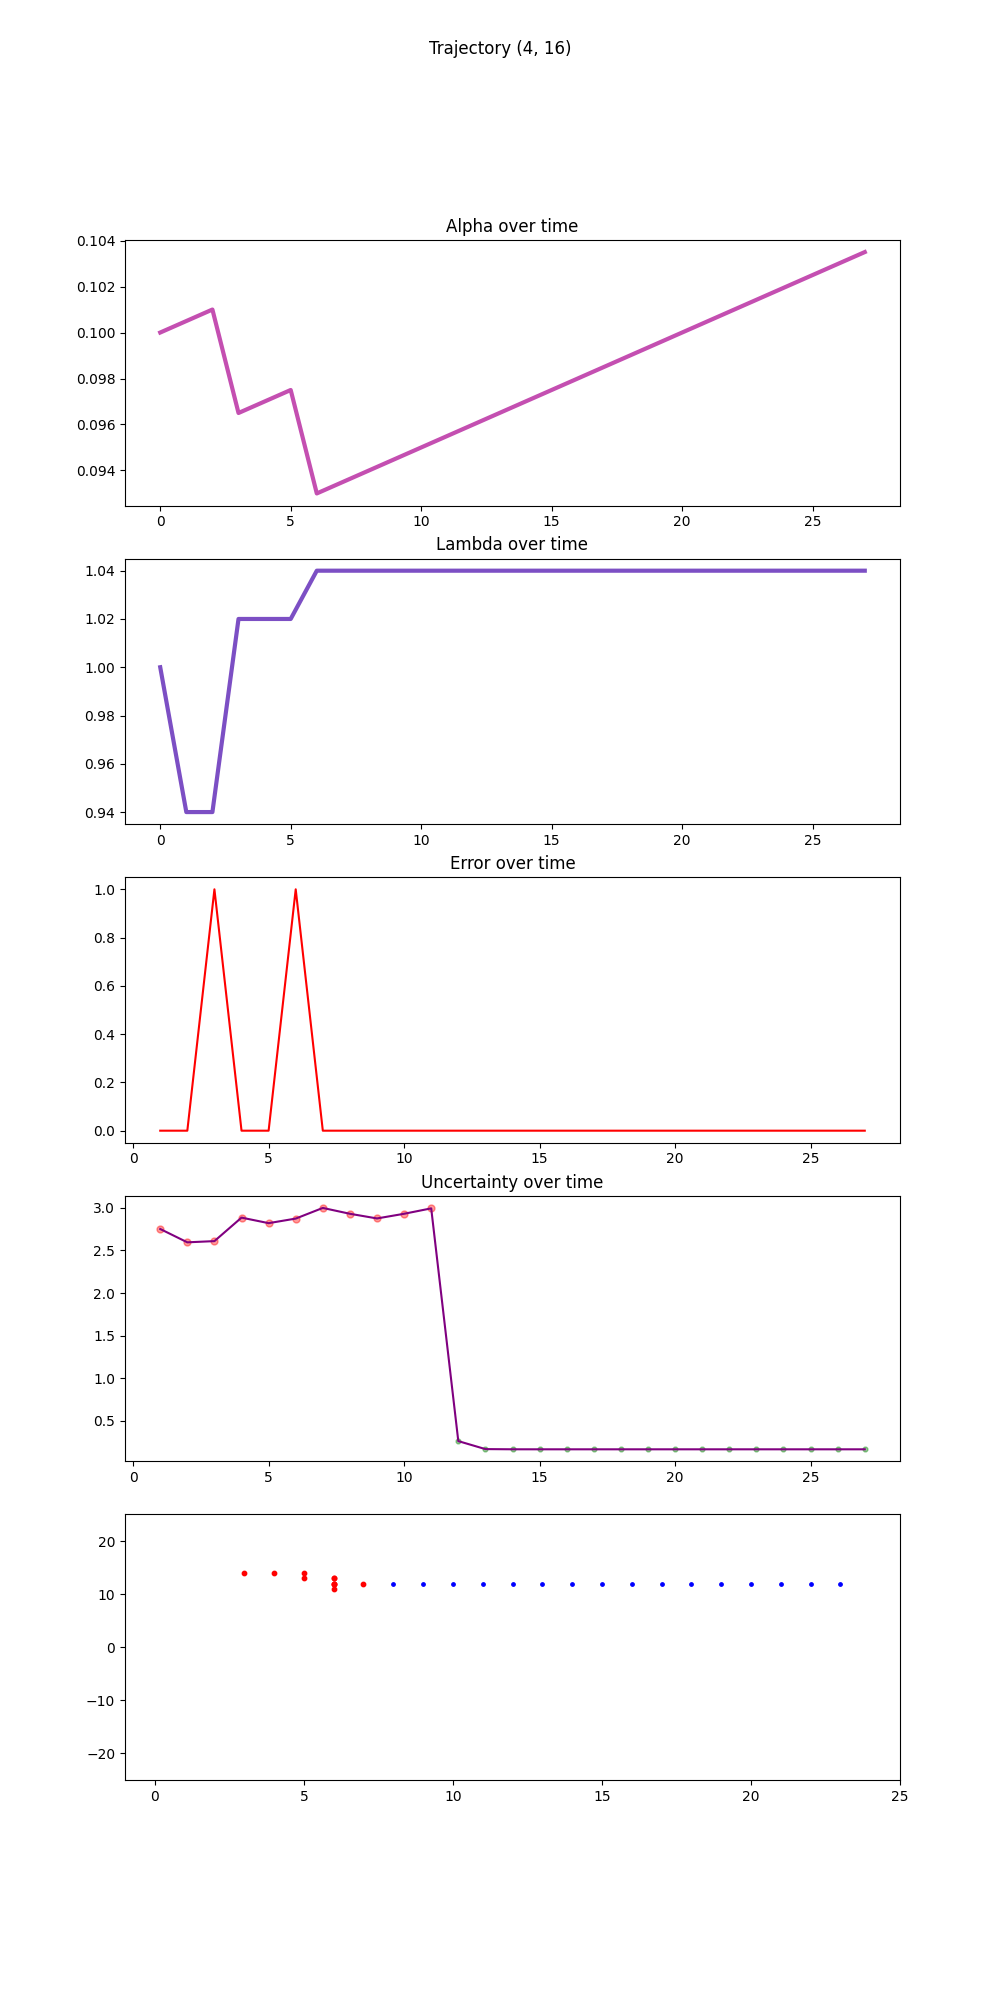 Trajectory (4, 16)
Alpha over time
0.104
0.102
0.100
0.098
0.096
0.094
0 5 10 15 20 25
Lambda over time
1.04
1.02
1.00
0.98
0.96
0.94
0 5 10 15 20 25
Error over time
1.0
0.8
0.6
0.4
0.2
0.0
0 5 10 15 20 25
Uncertainty over time
3.0
2.5
2.0
1.5
1.0
0.5
0 5 10 15 20 25
20
10
0
−10
−20
0 5 10 15 20 25